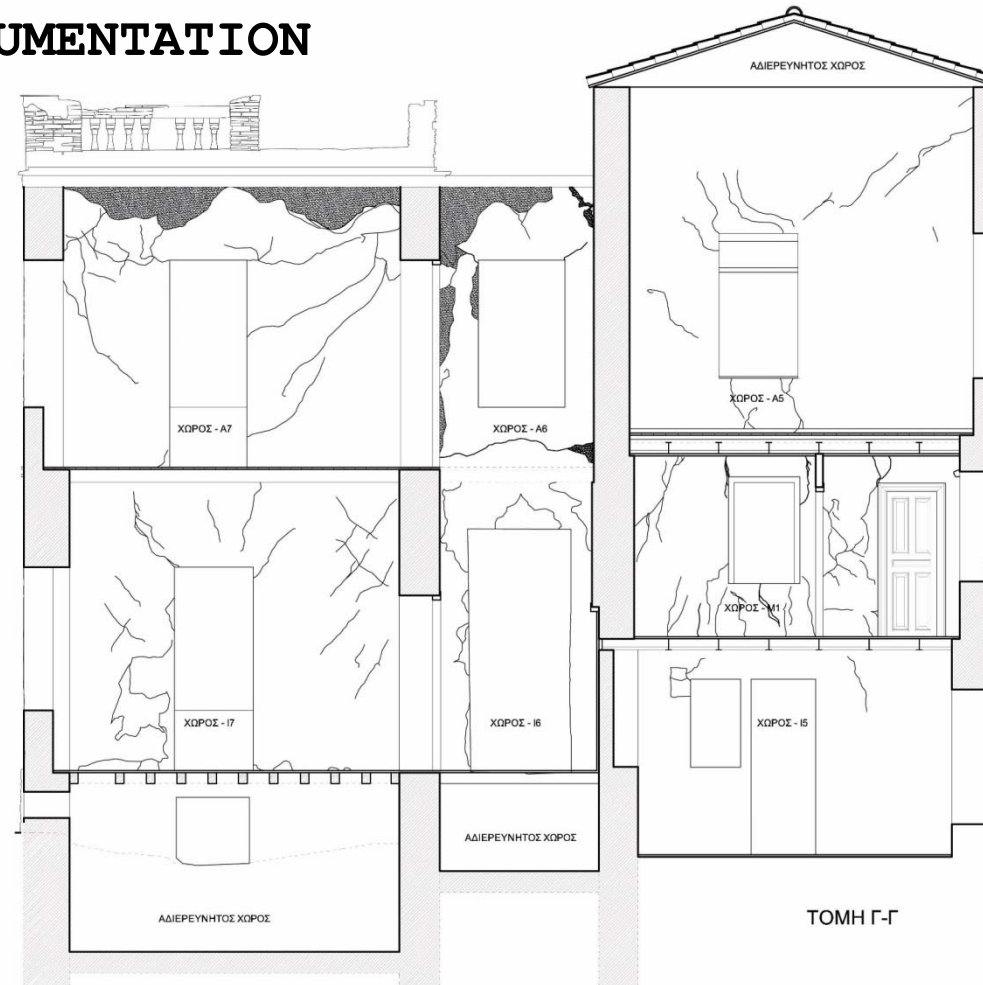 UMENTATION
ΑΔΙΕΡΕΥΝΗΤΟΣ ΧΩΡΟΣ
ΧΩΡΟΣ - Α7
ΧΩΡΟΣ - Α6
ΧΩΡΟΣ - Α5
ΧΩΡΟΣ - Μ1
ΧΩΡΟΣ - Ι7
ΧΩΡΟΣ - Ι6
ΧΩΡΟΣ - Ι5
ΑΔΙΕΡΕΥΝΗΤΟΣ ΧΩΡΟΣ
ΑΔΙΕΡΕΥΝΗΤΟΣ ΧΩΡΟΣ
ΤΟΜΗ Γ-Γ